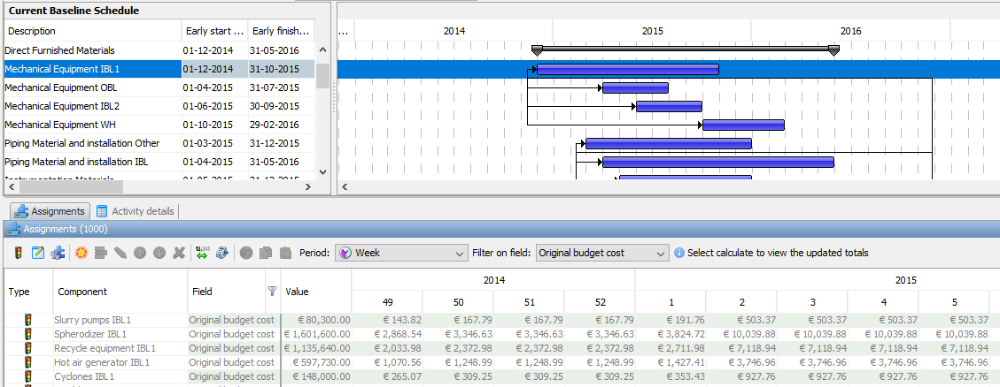 Current Baseline Schedule
Description Early start ... Early finish... ... 2014 2015 2016
Direct Furnished Materials 01-12-2014 31-05-2016
Mechanical Equipment IBL1 01-12-2014 31-10-2015
Mechanical Equipment OBL 01-04-2015 31-07-2015
Mechanical Equipment IBL2 01-06-2015 30-09-2015
Mechanical Equipment WH 01-10-2015 29-02-2016
Piping Material and installation Other 01-03-2015 31-12-2015
Piping Material and installation IBL 01-04-2015 31-05-2016
Instrumentation Materials 01-05-2015 31-12-2015
Assignments Activity details
Assignments (1000)
Period: Week Filter on field: Original budget cost Select calculate to view the updated totals
Type Component Field Value 2014 2015
49 50 51 52 1 2 3 4 5
Slurry pumps IBL1 Original budget cost € 80,300.00 € 143.82 € 167.79 € 167.79 € 167.79 € 191.76 € 503.37 € 503.37 € 503.37 € 503.37
Spherodizer IBL1 Original budget cost € 1,601,600.00 € 2,868.54 € 3,346.63 € 3,346.63 € 3,346.63 € 3,824.72 € 10,039.88 € 10,039.88 € 10,039.88 € 10,039.88
Recycle equipment IBL1 Original budget cost € 1,135,640.00 € 2,033.98 € 2,372.98 € 2,372.98 € 2,372.98 € 2,711.98 € 7,118.94 € 7,118.94 € 7,118.94 € 7,118.94
Hot air generator IBL1 Original budget cost € 597,730.00 € 1,070.56 € 1,248.99 € 1,248.99 € 1,248.99 € 1,427.41 € 3,746.96 € 3,746.96 € 3,746.96 € 3,746.96
Cyclones IBL1 Original budget cost € 148,000.00 € 265.07 € 309.25 € 309.25 € 309.25 € 353.43 € 927.76 € 927.76 € 927.76 € 927.76